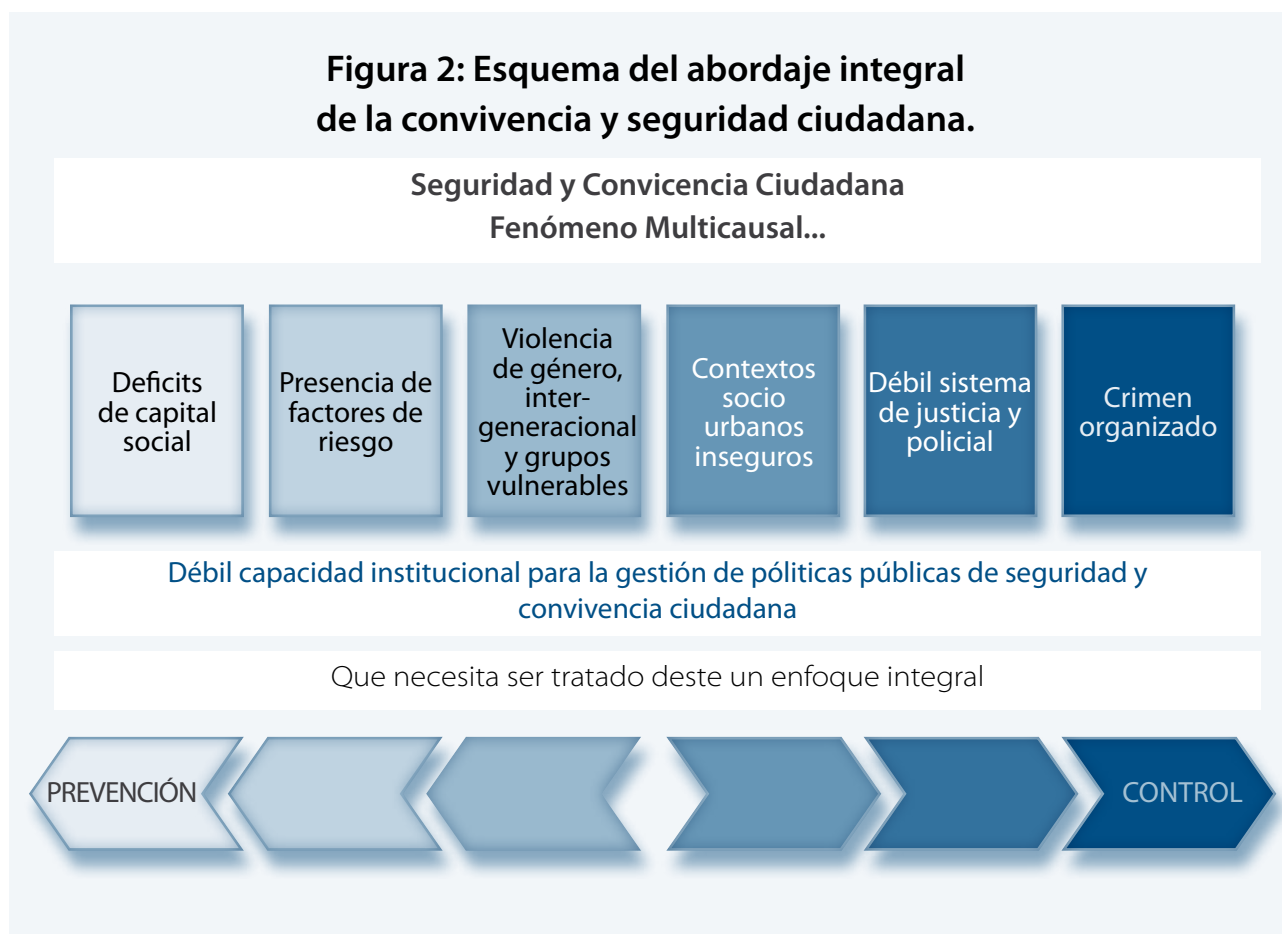 Figura 2: Esquema del abordaje integral
de la convivencia y seguridad ciudadana.
Seguridad y Convicencia Ciudadana
Fenómeno Multicausal...
Deficits
de capital
social
Presencia de
factores de
riesgo
Violencia
de género,
inter-
generacional
y grupos
vulnerables
Contextos
socio
urbanos
inseguros
Débil sistema
de justicia y
policial
Crimen
organizado
Débil capacidad institucional para la gestión de póliticas públicas de seguridad y
convivencia ciudadana
Que necesita ser tratado deste un enfoque integral
PREVENCIÓN
CONTROL